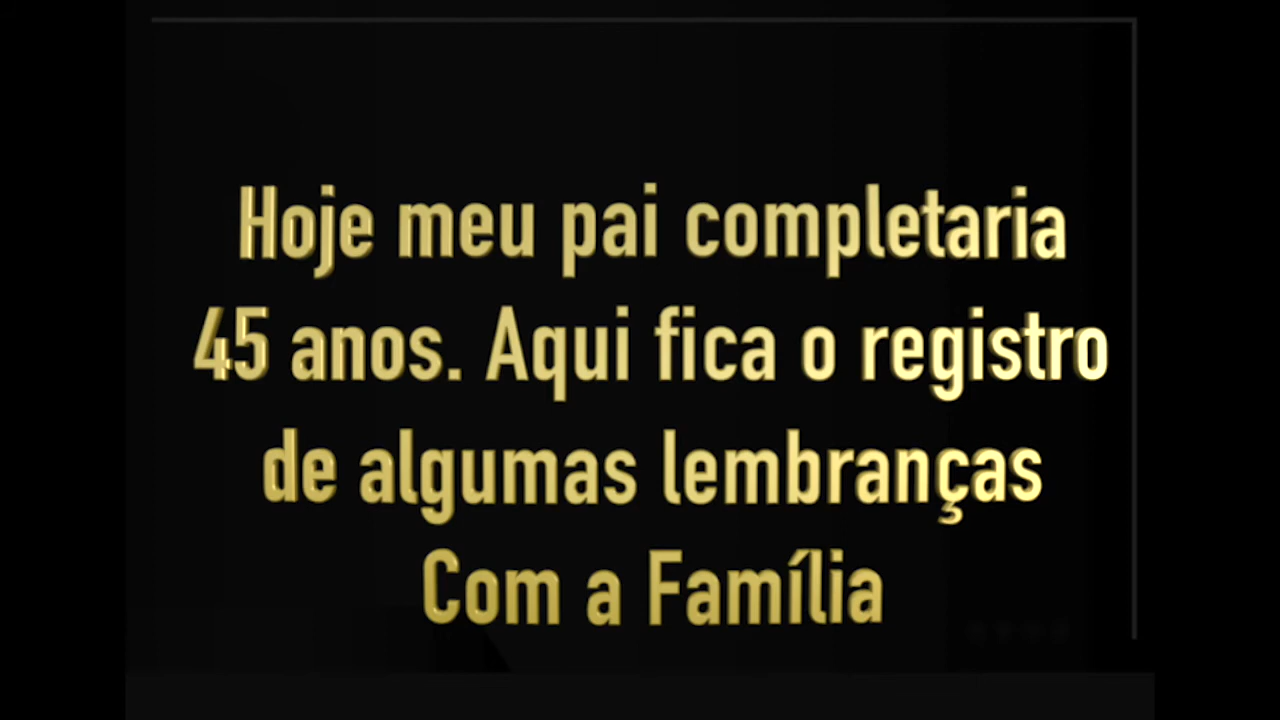 Hoje meu pai completaria
45 anos. Aqui fica o registro
de algumas lembranças
Com a Família